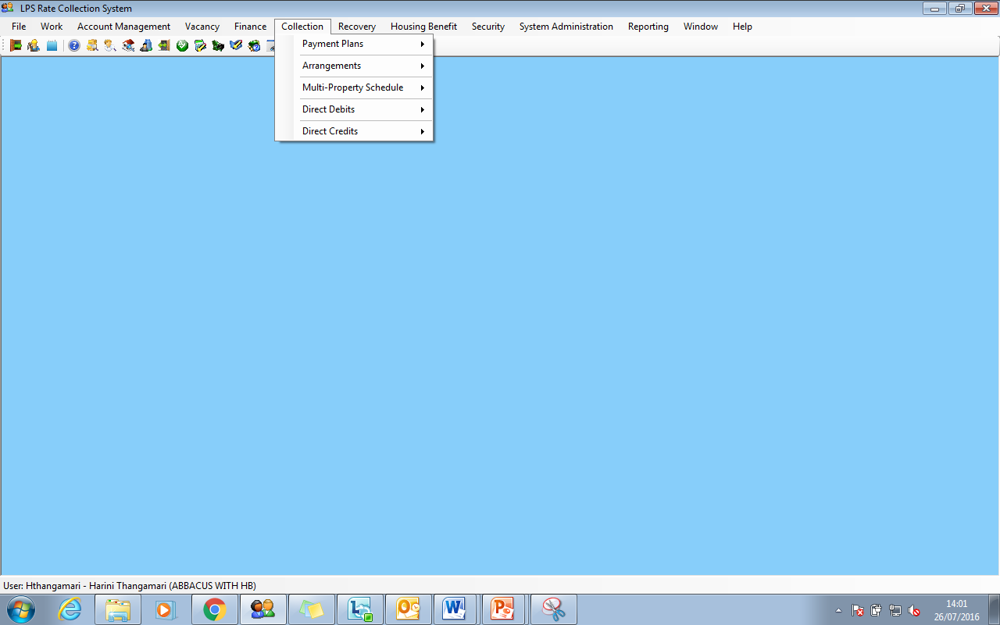 LPS Rate Collection System
File Work Account Management Vacancy Finance Collection Recovery Housing Benefit Security System Administration Reporting Window Help
Payment Plans
Arrangements
Multi-Property Schedule
Direct Debits
Direct Credits
User: Hthangamari - Harini Thangamari (ABBACUS WITH HB)
14:01
26/07/2016